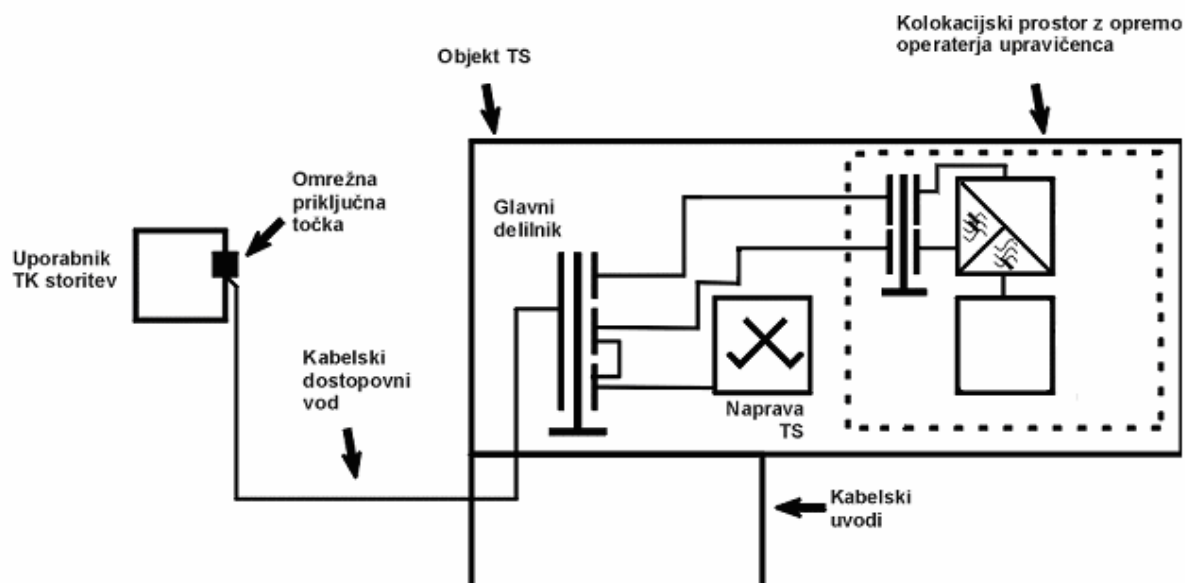 Kolokacijski prostor z opremo
operaterja upravičenca
Objekt TS
Omrežna
priključna
točka
Glavni
delilnik
Uporabnik
TK storitev
Kabelski
dostopovni
vod
Naprava
TS
Kabelski
uvodi